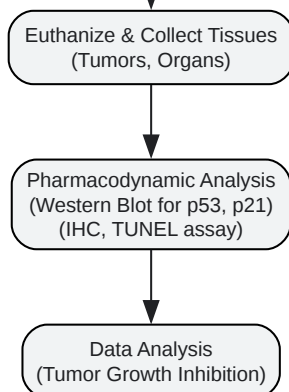 Euthanize & Collect Tissues
(Tumors, Organs)
Pharmacodynamic Analysis
(Western Blot for p53, p21)
(IHC, TUNEL assay)
Data Analysis
(Tumor Growth Inhibition)